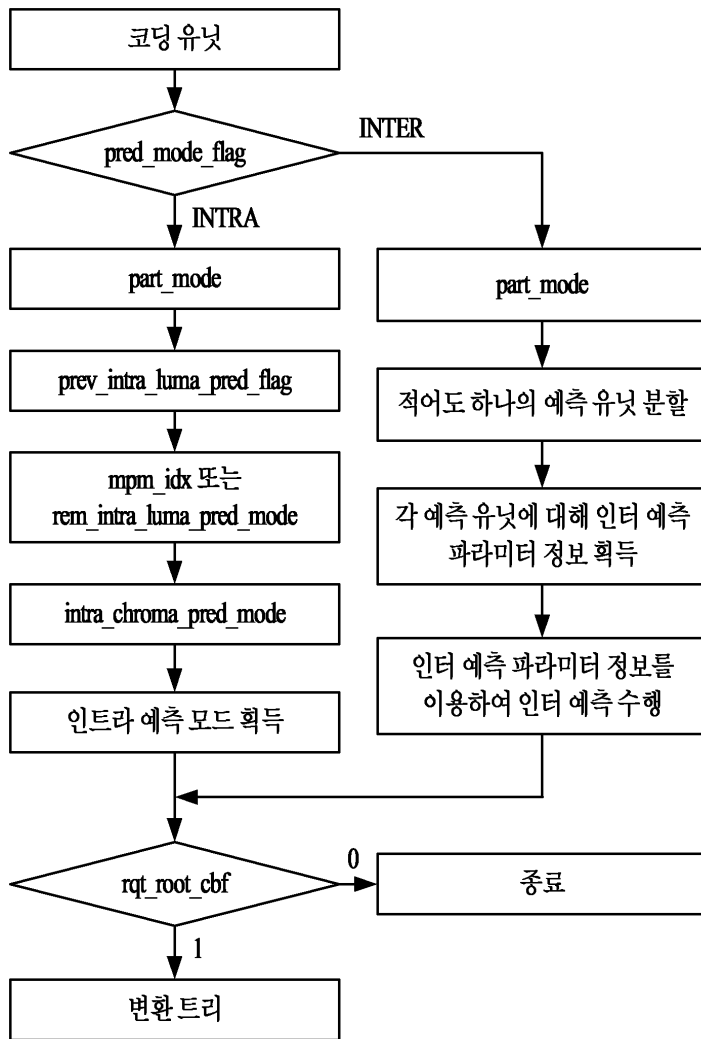 코딩 유닛
pred_mode_flag
INTER
INTRA
part_mode
prev_intra_luma_pred_flag
mpm_idx 또는
rem_intra_luma_pred_mode
intra_chroma_pred_mode
인트라 예측 모드 획득
part_mode
적어도 하나의 예측 유닛 분할
각 예측 유닛에 대해 인터 예측
파라미터 정보 획득
인터 예측 파라미터 정보를
이용하여 인터 예측 수행
rqt_root_cbf
0
종료
1
변환 트리